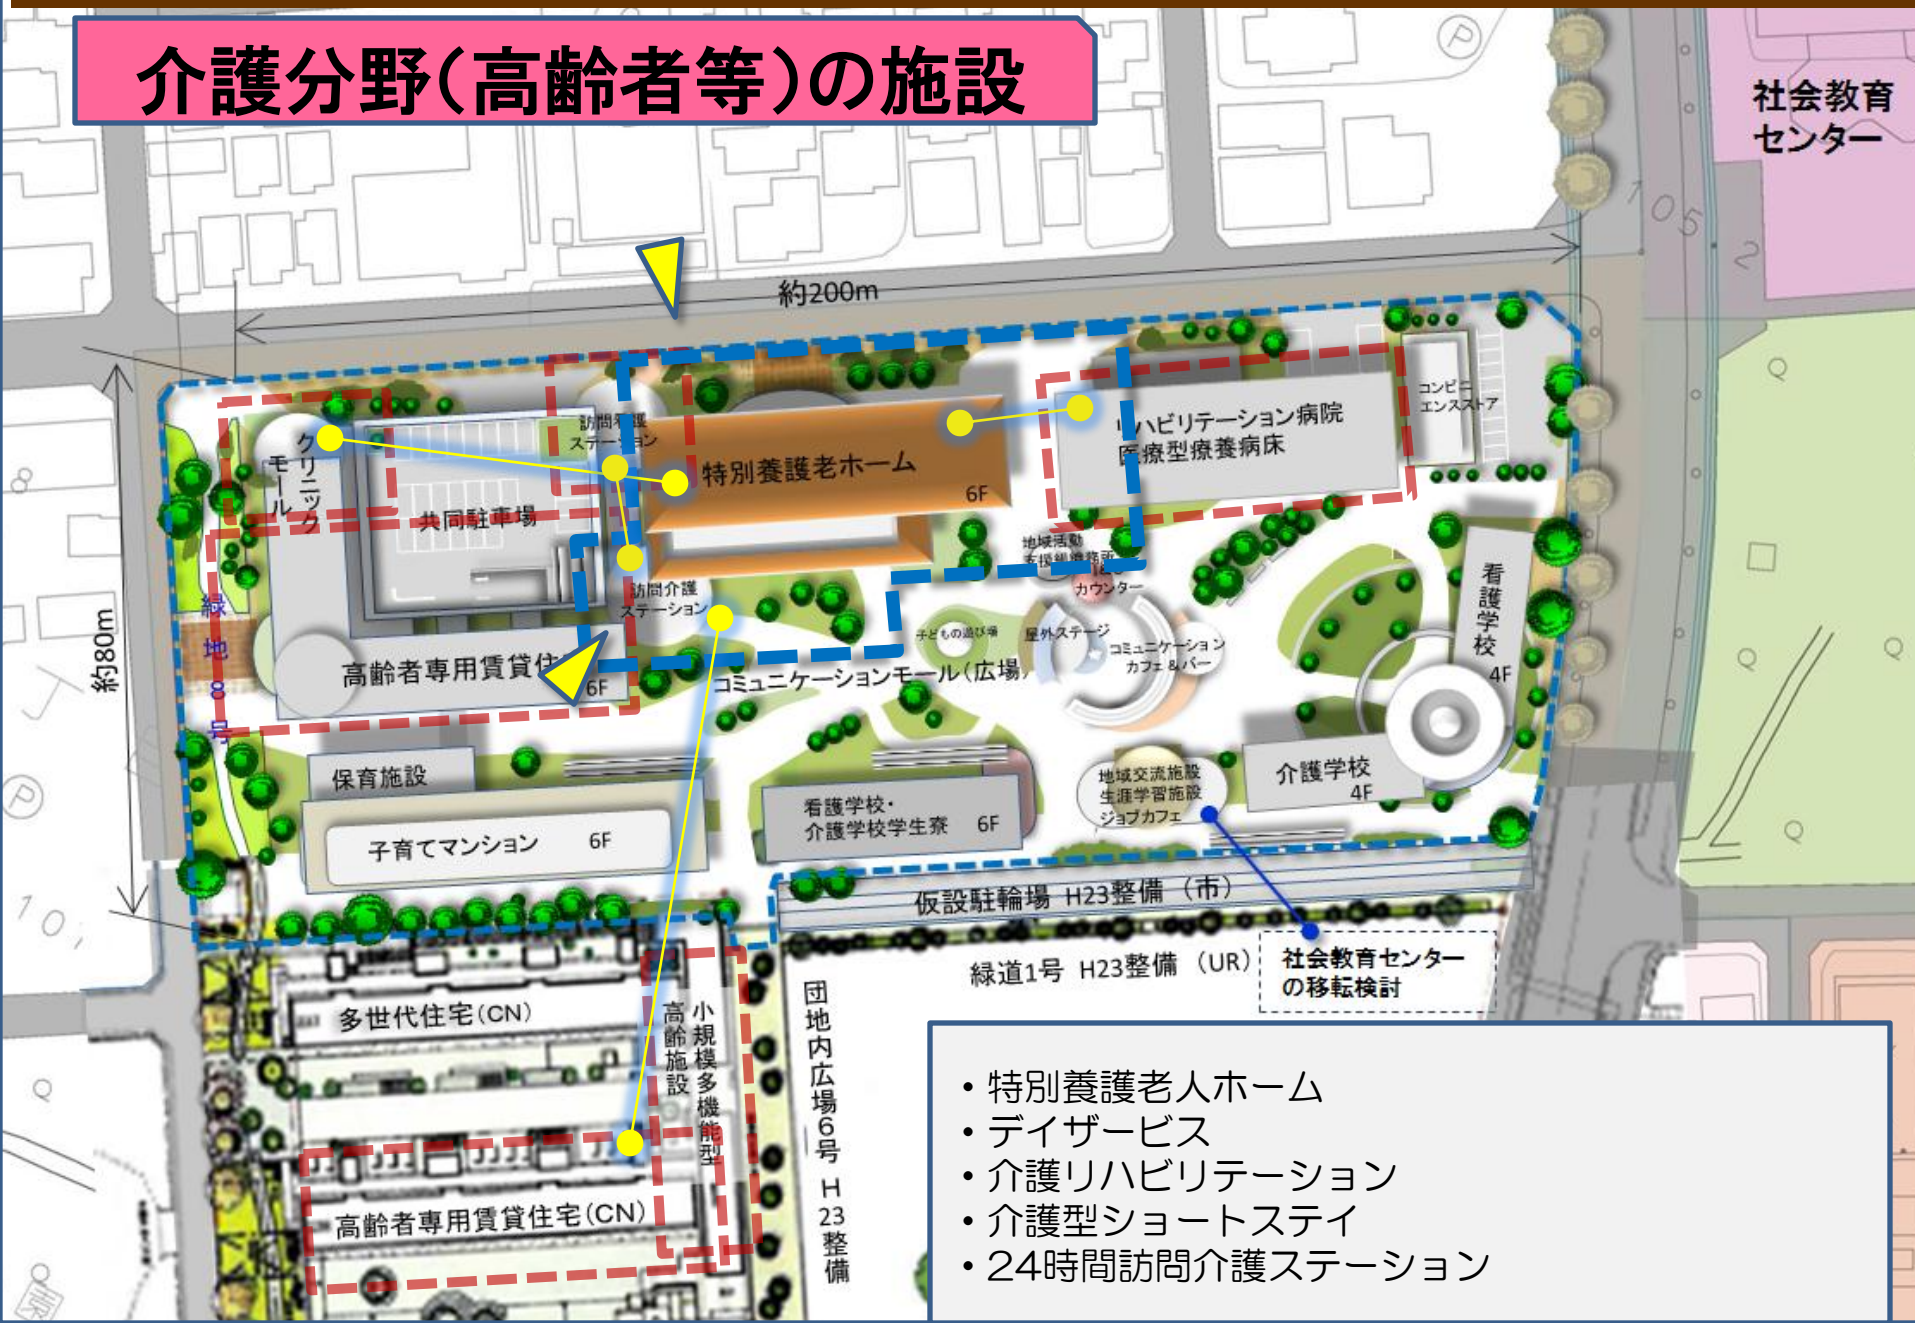 介護分野(高齢者等)の施設
社会教育
センター
105
2
約200m
約80m
クリニック
モール
共同駐車場
訪問看護
ステーション
特別養護老ホーム
6F
リハビリテーション病院
医療型療養病床
コンビニ
エンスストア
緑地8号
高齢者専用賃貸住
6F
訪問介護
ステーション
地域活動
カウンター
子どもの遊び場
屋外ステージ
コミュニケーション
カフェ&バー
コミュニケーションモール(広場)
看護学校
4F
保育施設
子育てマンション 6F
看護学校・
介護学校学生寮 6F
地域交流施設
生涯学習施設
ジョブカフェ
介護学校
4F
仮設駐輪場 H23整備 (市)
緑道1号 H23整備 (UR)
社会教育センター
の移転検討
多世代住宅(CN)
小規模多機能型
高齢施設
高齢者専用賃貸住宅(CN)
団地内広場6号 H23整備
P
P
Q
Q
Q
Q
Q
・特別養護老人ホーム
・デイザービス
・介護リハビリテーション
・介護型ショートステイ
・24時間訪問介護ステーション